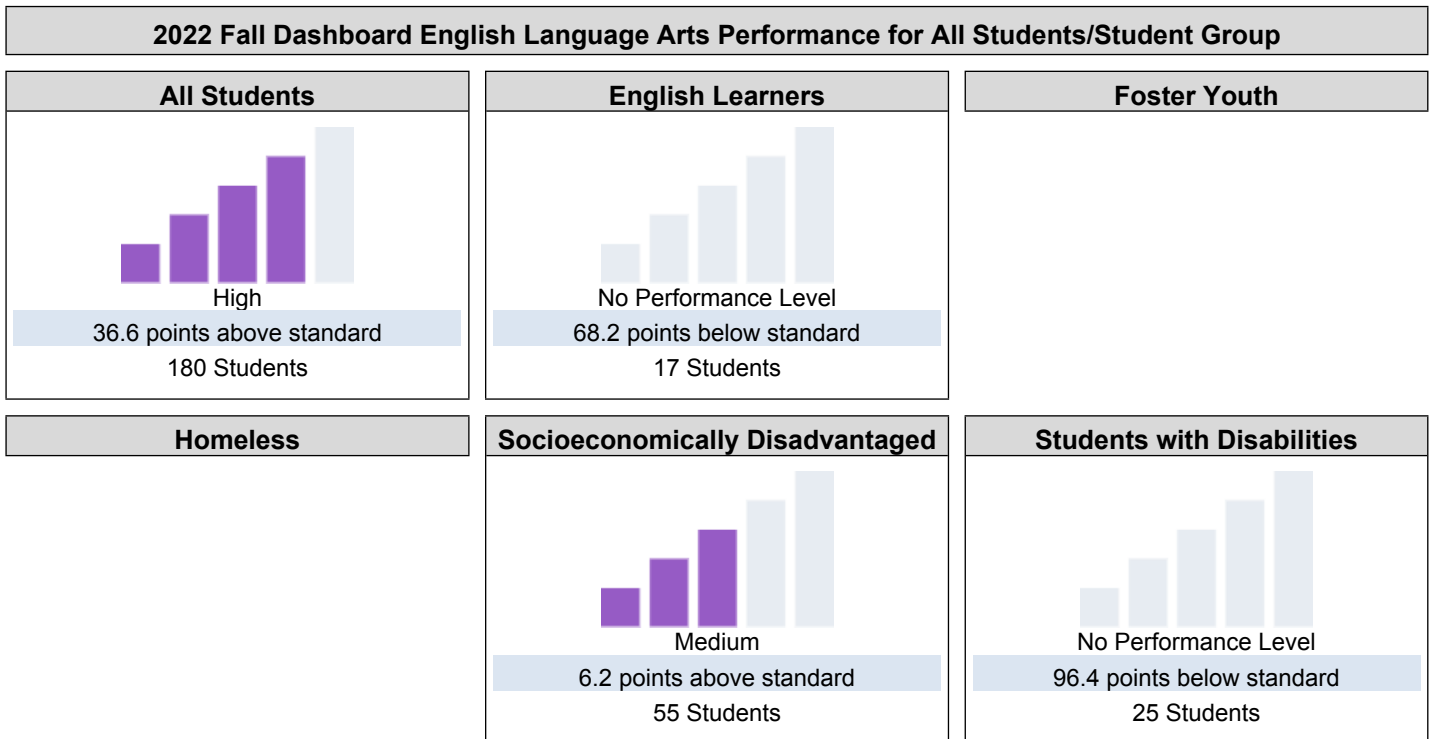 2022 Fall Dashboard English Language Arts Performance for All Students/Student Group
All Students
High
36.6 points above standard
180 Students
English Learners
No Performance Level
68.2 points below standard
17 Students
Foster Youth
Homeless
Socioeconomically Disadvantaged
Medium
6.2 points above standard
55 Students
Students with Disabilities
No Performance Level
96.4 points below standard
25 Students